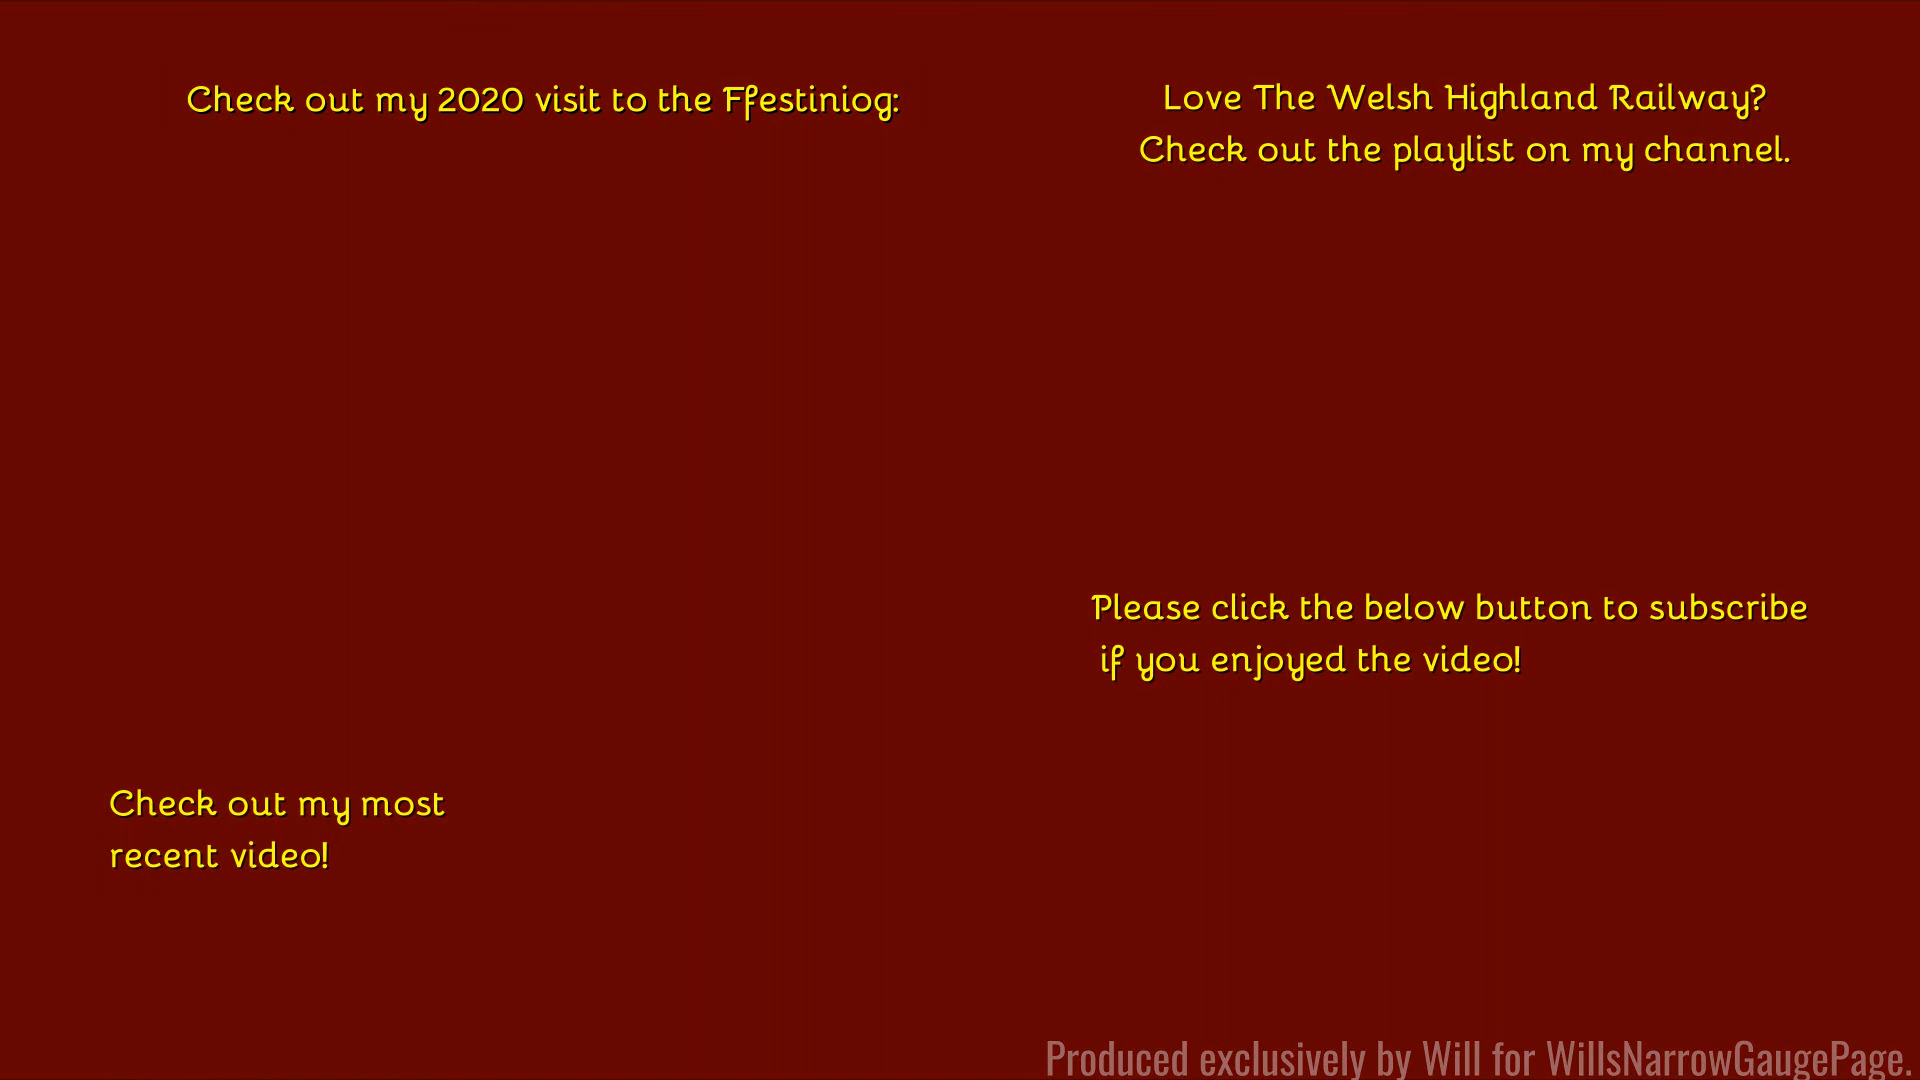 Check out my 2020 visit to the Ffestiniog:
Love The Welsh Highland Railway?
Check out the playlist on my channel.
Please click the below button to subscribe
if you enjoyed the video!
Check out my most
recent video!
Produced exclusively by Will for WillsNarrowGaugePage.